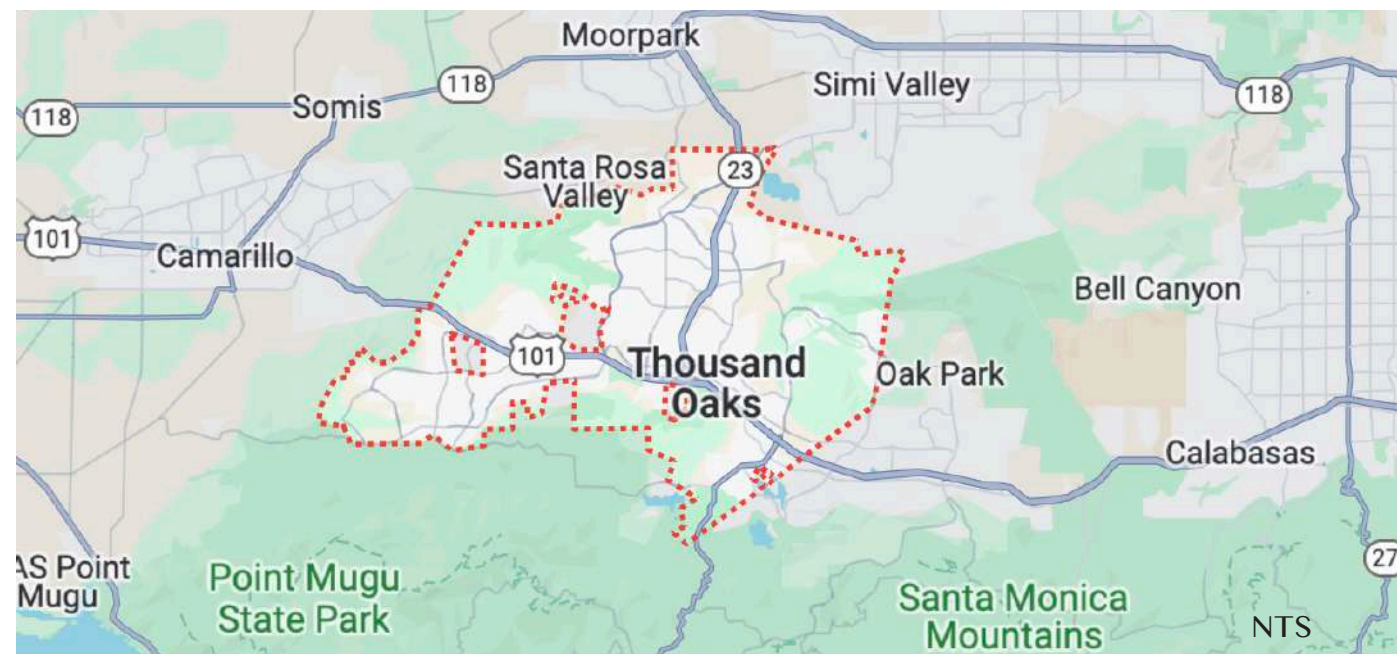 Moorpark
118
Simi Valley
118
118
Somis
Santa Rosa
Valley
23
101
Camarillo
Bell Canyon
101
Thousand
Oaks
Oak Park
Calabasas
AS Point
Mugu
Point Mugu
State Park
27
Santa Monica
Mountains
NTS